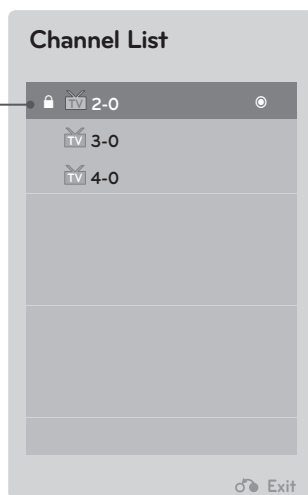 Channel List
TV 2-0
TV 3-0
TV 4-0
Exit